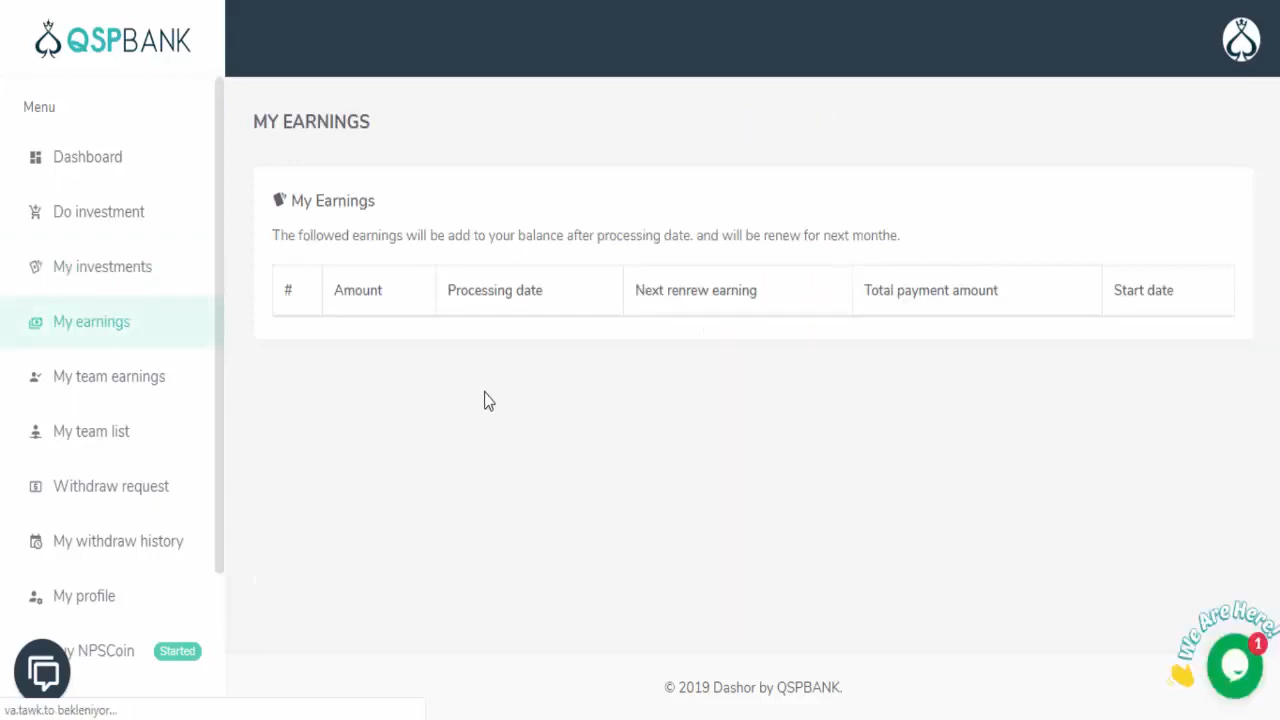 QSPBANK
Menu
Dashboard
Do investment
My investments
My earnings
My team earnings
My team list
Withdraw request
My withdraw history
My profile
y NPSCoin Started
va.tawk.to bekleniyor...
MY EARNINGS
My Earnings
The followed earnings will be add to your balance after processing date. and will be renew for next monthe.
# Amount Processing date Next renrew earning Total payment amount Start date
We Are Here!
1
© 2019 Dashor by QSPBANK.